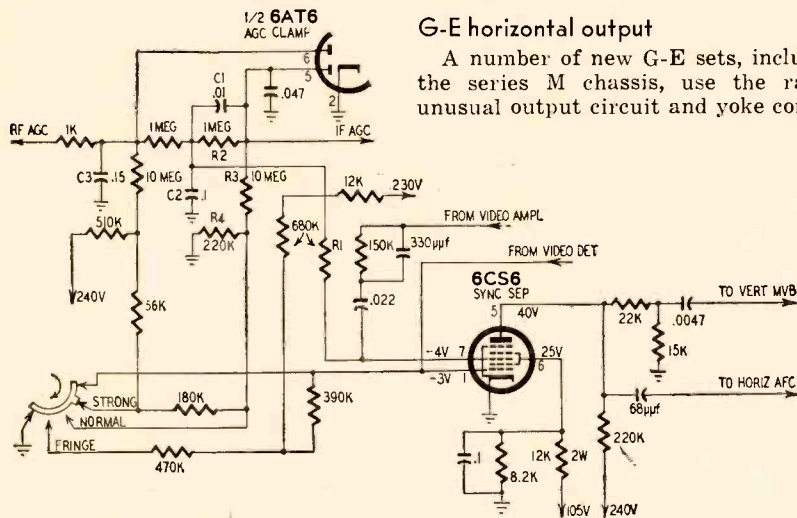 1/2 6AT6
AGC CLAMP
G-E horizontal output
A number of new G-E sets, inclu
the series M chassis, use the ra
unusual output circuit and yoke co
6
5
2
C1
.01
.047
RF AGC
1K
1MEG
1MEG
R2
IF AGC
C3
.15
10 MEG
C2
.1
R3
10 MEG
12K
230V
510K
R4
220K
680K
R1
150K
330μμf
FROM VIDEO AMPL
FROM VIDEO DET
240V
56K
.022
6CS6
SYNC SEP
5
40V
22K
.0047
TO VERT MVB
15K
-4V
7
25V
6
-3V
1
TO HORIZ AFC
68μμf
STRONG
180K
390K
NORMAL
FRINGE
470K
.1
8.2K
12K
2W
220K
105V
240V